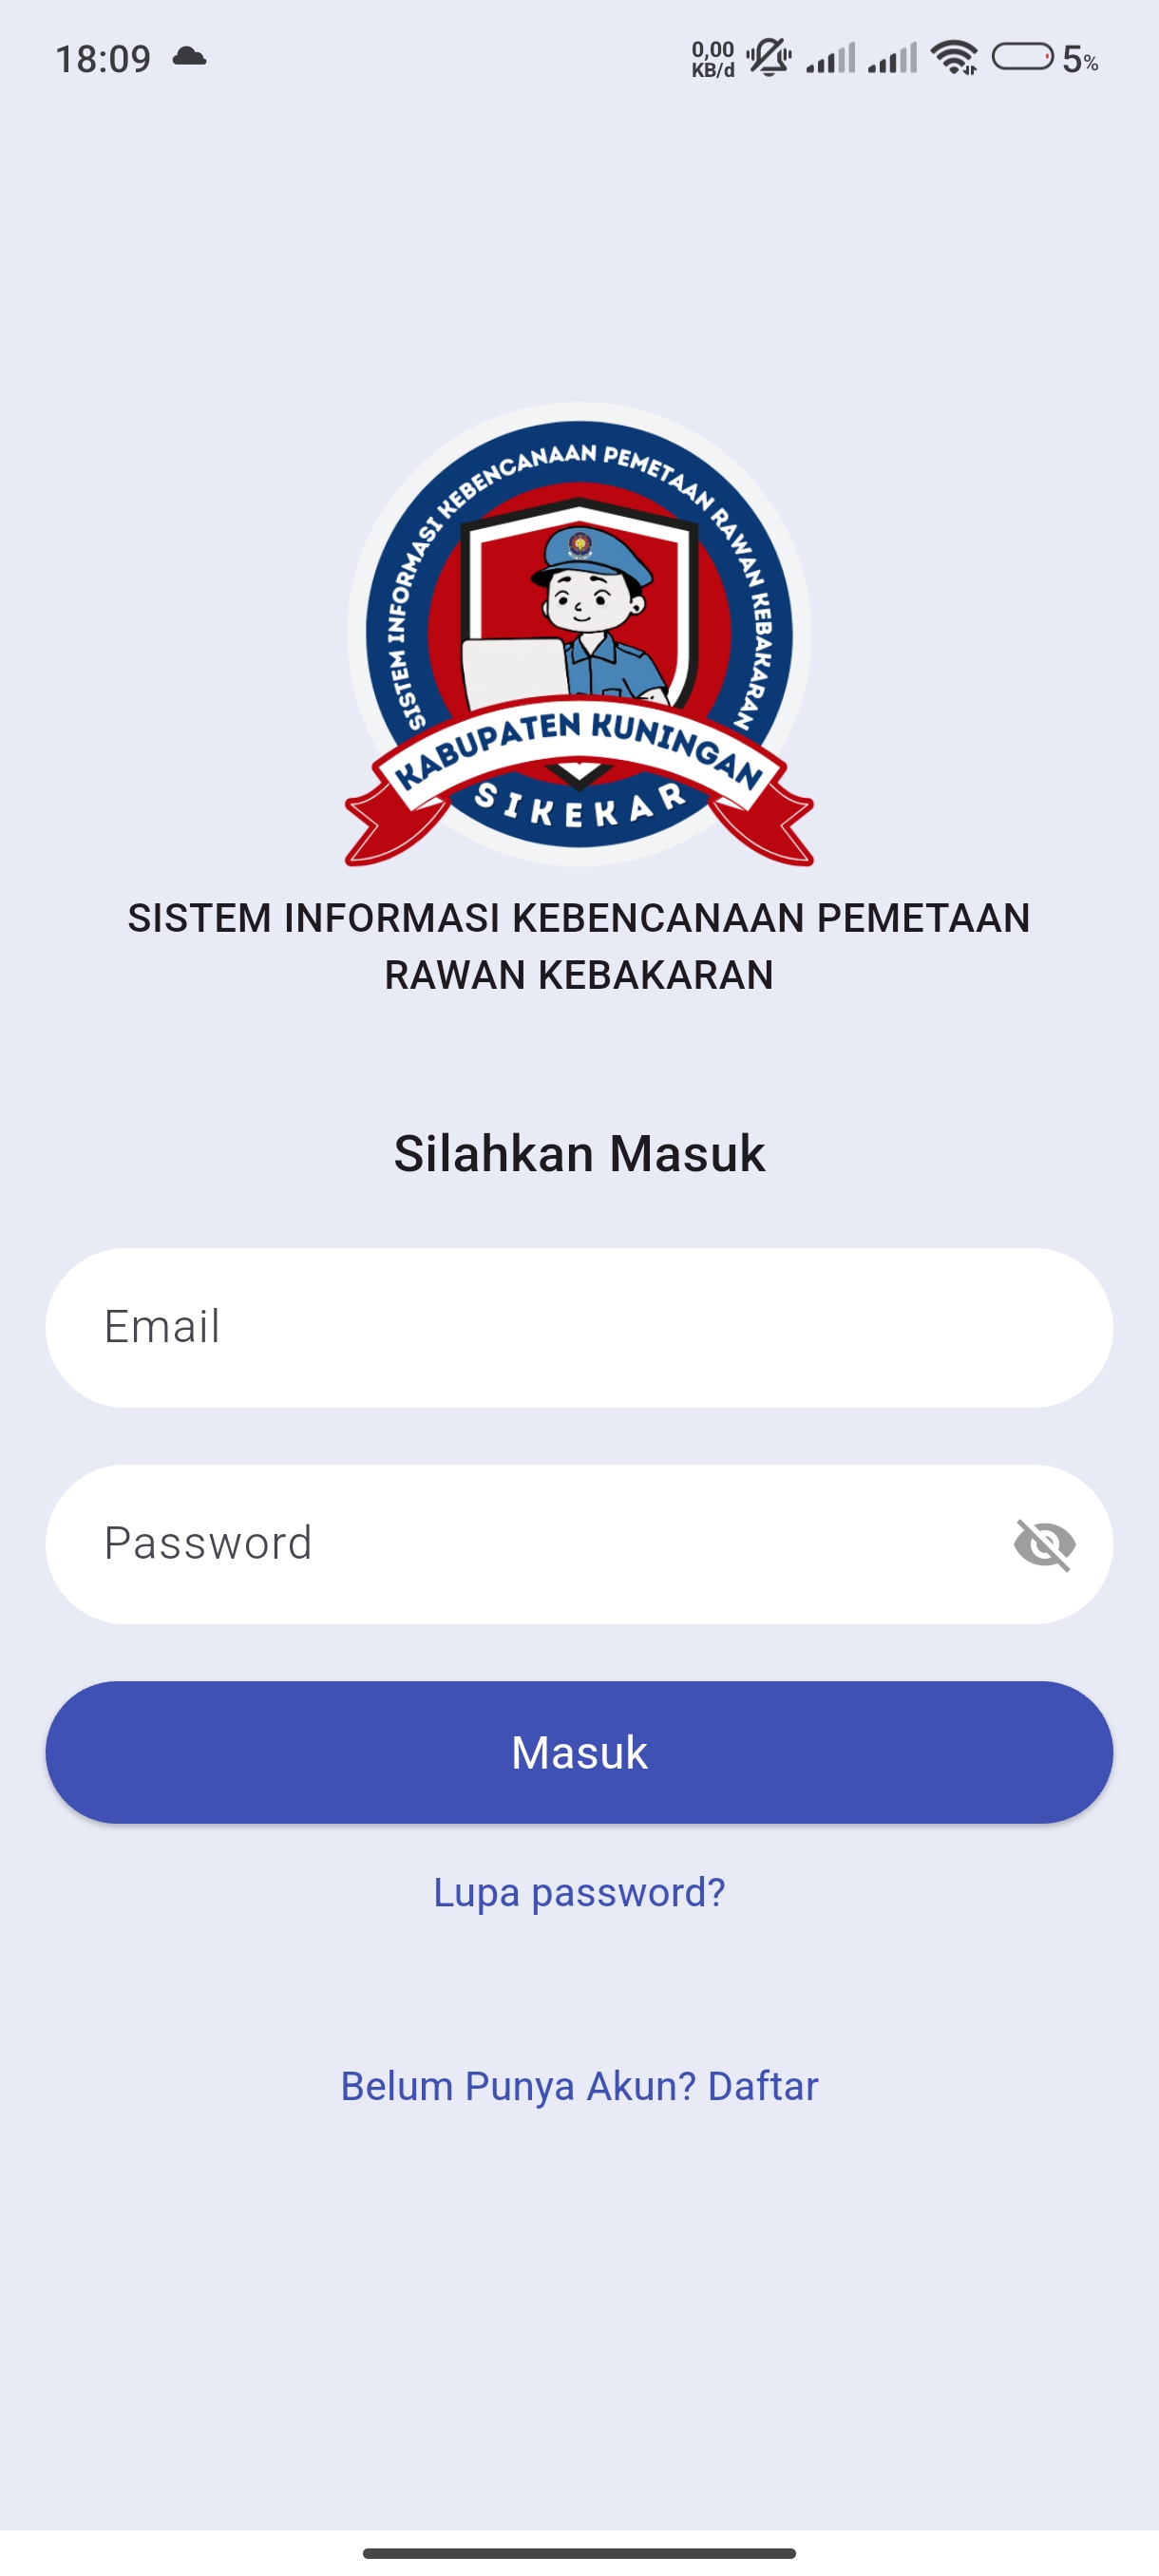 18:09
0,00
KB/d
5%
SISTEM INFORMASI KEBENCANAAN PEMETAAN RAWAN KEBAKARAN
KABUPATEN KUNINGAN
SIKEKAR
SISTEM INFORMASI KEBENCANAAN PEMETAAN
RAWAN KEBAKARAN
Silahkan Masuk
Email
Password
Masuk
Lupa password?
Belum Punya Akun? Daftar